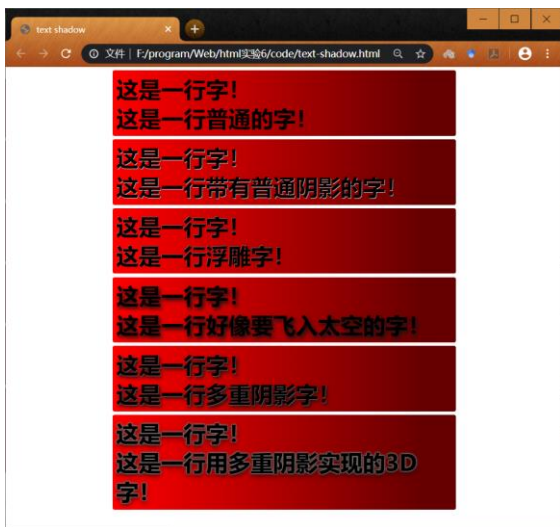 text shadow
文件 | F:/program/Web/html实验6/code/text-shadow.html
这是一行字！
这是一行普通的字！
这是一行字！
这是一行带有普通阴影的字！
这是一行字！
这是一行浮雕字！
这是一行字！
这是一行好像要飞入太空的字！
这是一行字！
这是一行多重阴影字！
这是一行字！
这是一行用多重阴影实现的3D
字！